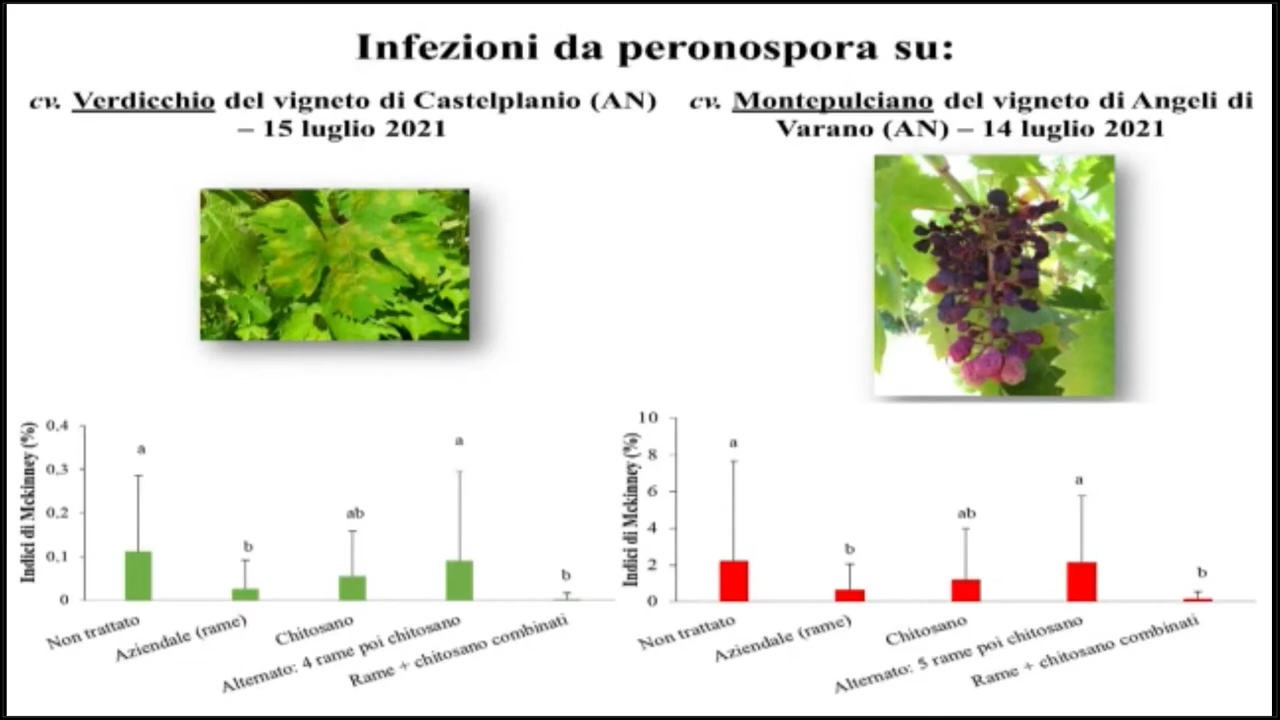 Infezioni da peronospora su:
cv. Verdicchio del vigneto di Castelplanio (AN)
– 15 luglio 2021
cv. Montepulciano del vigneto di Angeli di
Varano (AN) – 14 luglio 2021
Indici di Mckinney (%)
0,4
0,3
0,2
0,1
0
a
b
ab
a
b
Non trattato
Aziendale (rame)
Chitosano
Alternato: 4 rame poi chitosano
Rame + chitosano combinati
Indici di Mckinney (%)
10
8
6
4
2
0
a
b
ab
a
b
Non trattato
Aziendale (rame)
Chitosano
Alternato: 5 rame poi chitosano
Rame + chitosano combinati